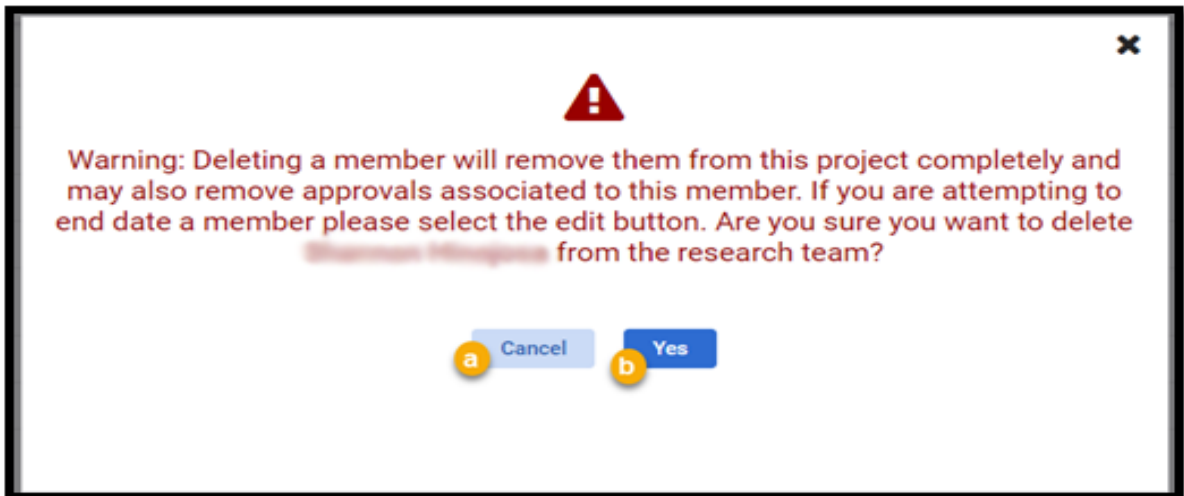 Warning: Deleting a member will remove them from this project completely and
may also remove approvals associated to this member. If you are attempting to
end date a member please select the edit button. Are you sure you want to delete
from the research team?
Cancel
Yes
a
b